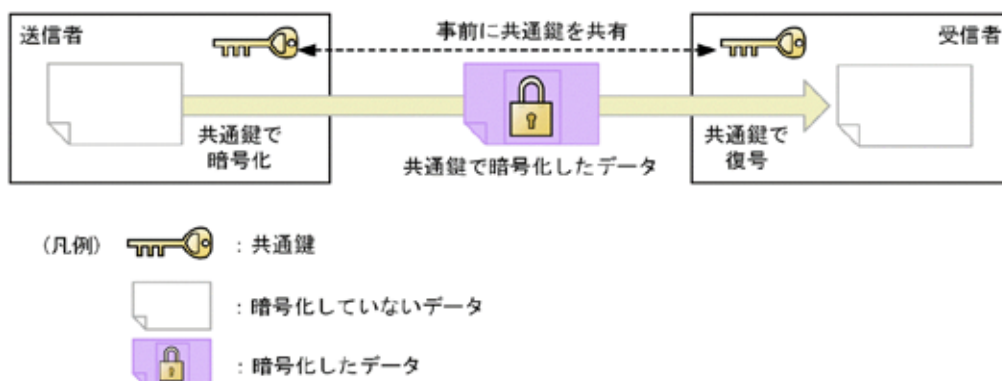 送信者
事前に共通鍵を共有
受信者
共通鍵で
暗号化
共通鍵で暗号化したデータ
共通鍵で
復号
(凡例)
：共通鍵
：暗号化していないデータ
：暗号化したデータ